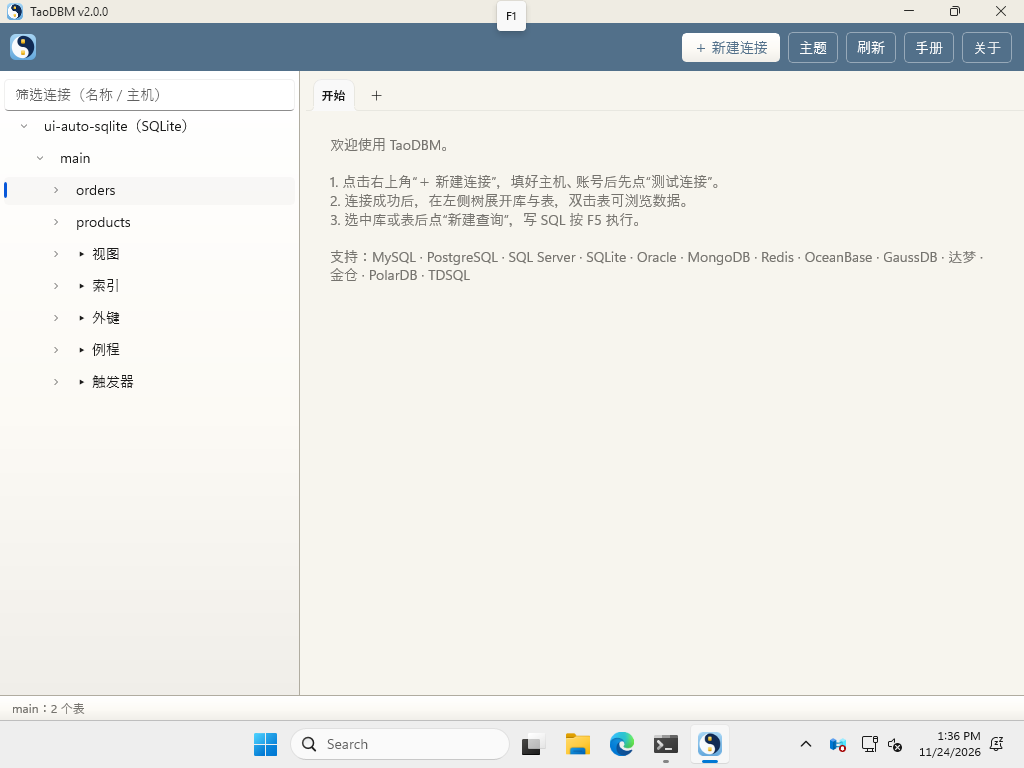 TaoDBM v2.0.0
F1
＋ 新建连接
主题
刷新
手册
关于
筛选连接（名称 / 主机）
ui-auto-sqlite（SQLite）
main
orders
products
视图
索引
外键
例程
触发器
开始
+
欢迎使用 TaoDBM。
1. 点击右上角“＋ 新建连接”，填好主机、账号后先点“测试连接”。
2. 连接成功后，在左侧树展开库与表，双击表可浏览数据。
3. 选中库或表后点“新建查询”，写 SQL 按 F5 执行。
支持：MySQL · PostgreSQL · SQL Server · SQLite · Oracle · MongoDB · Redis · OceanBase · GaussDB · 达梦 ·
金仓 · PolarDB · TDSQL
main：2 个表
Search
1:36 PM
11/24/2026